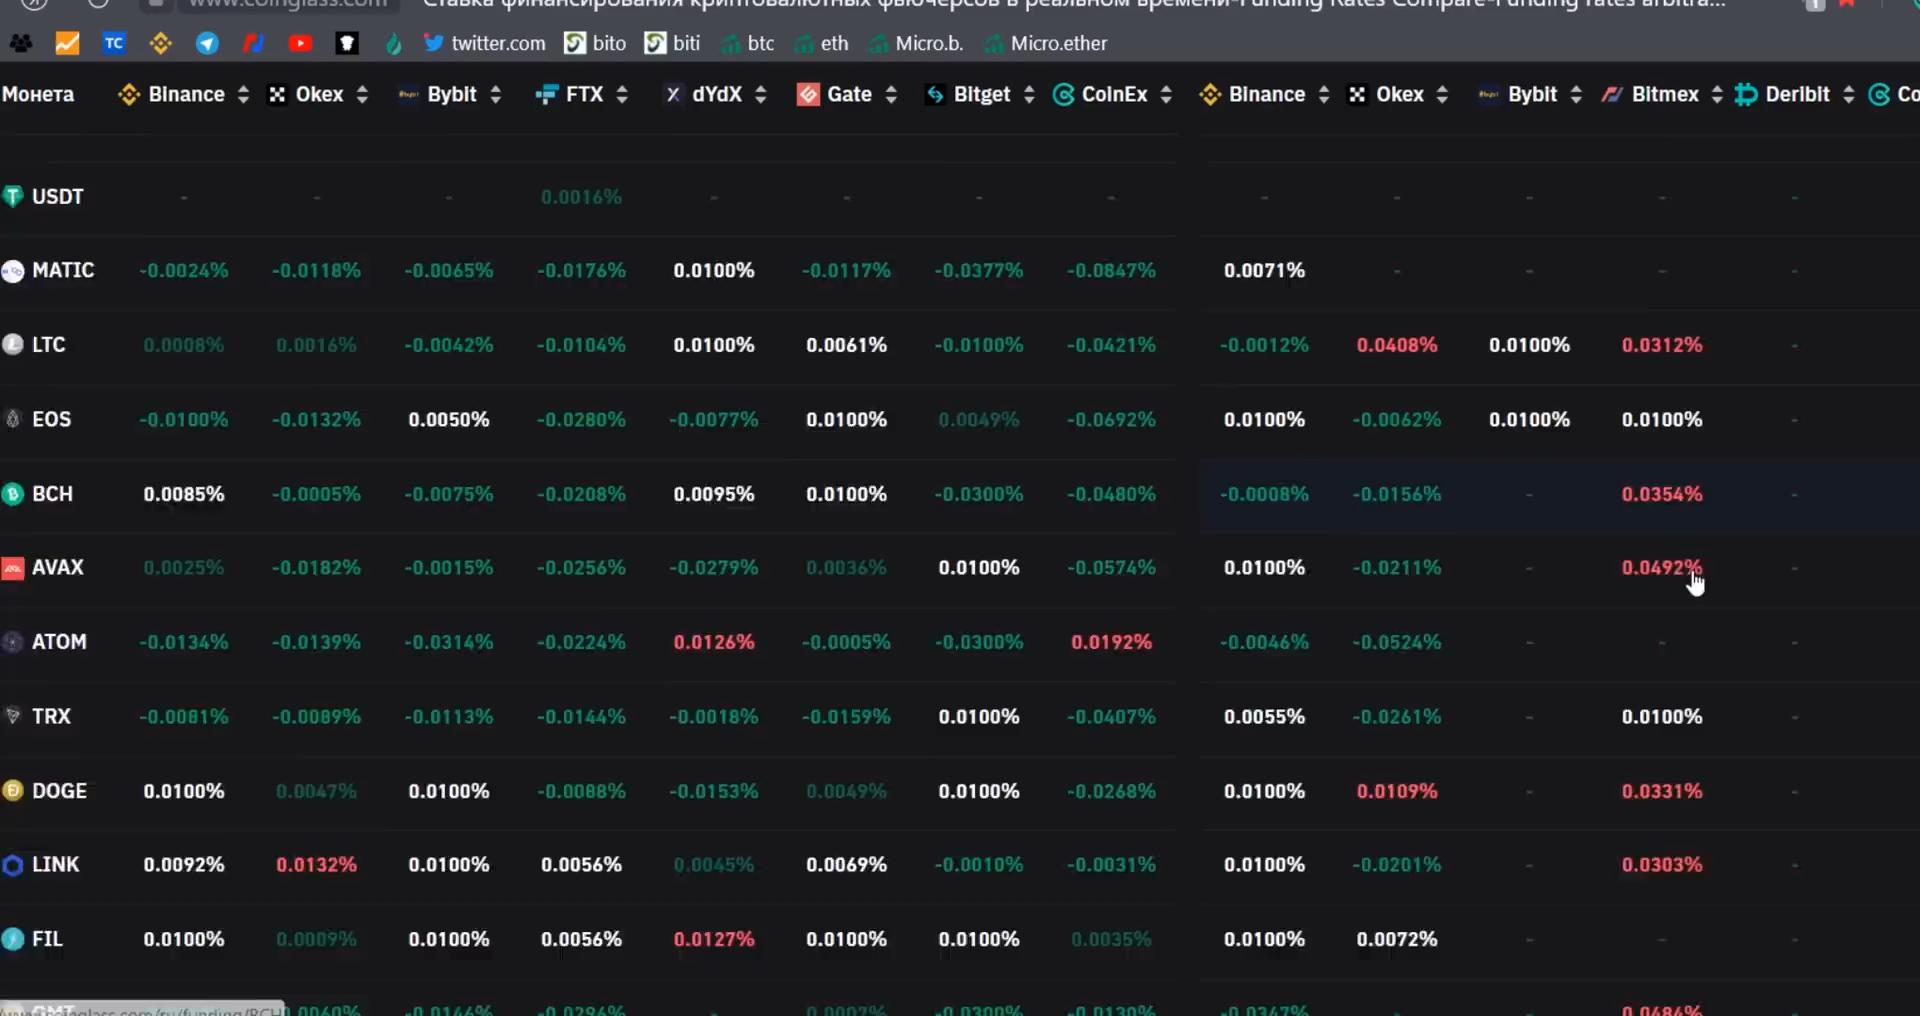 www.coinglass.com Ставка финансирования криптовалютных фьючерсов в реальном времени-Funding Rates Compare-Funding rates arbitra...
TC twitter.com bito biti btc eth Micro.b. Micro.ether
Монета Binance Okex Bybit FTX dYdX Gate Bitget CoinEx Binance Okex Bybit Bitmex Deribit Co
USDT - - - 0.0016% - - - - - - - - -
MATIC -0.0024% -0.0118% -0.0065% -0.0176% 0.0100% -0.0117% -0.0377% -0.0847% 0.0071% - - - -
LTC 0.0008% 0.0016% -0.0042% -0.0104% 0.0100% 0.0061% -0.0100% -0.0421% -0.0012% 0.0408% 0.0100% 0.0312% -
EOS -0.0100% -0.0132% 0.0050% -0.0280% -0.0077% 0.0100% 0.0049% -0.0692% 0.0100% -0.0062% 0.0100% 0.0100% -
BCH 0.0085% -0.0005% -0.0075% -0.0208% 0.0095% 0.0100% -0.0300% -0.0480% -0.0008% -0.0156% - 0.0354% -
AVAX 0.0025% -0.0182% -0.0015% -0.0256% -0.0279% 0.0036% 0.0100% -0.0574% 0.0100% -0.0211% - 0.0492% -
ATOM -0.0134% -0.0139% -0.0314% -0.0224% 0.0126% -0.0005% -0.0300% 0.0192% -0.0046% -0.0524% - - -
TRX -0.0081% -0.0089% -0.0113% -0.0144% -0.0018% -0.0159% 0.0100% -0.0407% 0.0055% -0.0261% - 0.0100% -
DOGE 0.0100% 0.0047% 0.0100% -0.0088% -0.0153% 0.0049% 0.0100% -0.0268% 0.0100% 0.0109% - 0.0331% -
LINK 0.0092% 0.0132% 0.0100% 0.0056% 0.0045% 0.0069% -0.0010% -0.0031% 0.0100% -0.0201% - 0.0303% -
FIL 0.0100% 0.0009% 0.0100% 0.0056% 0.0127% 0.0100% 0.0100% 0.0035% 0.0100% 0.0072% - - -